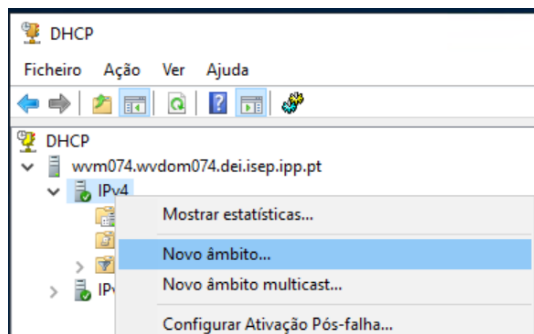 DHCP
Ficheiro Ação Ver Ajuda
DHCP
wvm074.wvdom074.dei.isep.ipp.pt
IPv4
Mostrar estatísticas...
Novo âmbito...
Novo âmbito multicast...
Configurar Ativação Pós-falha...